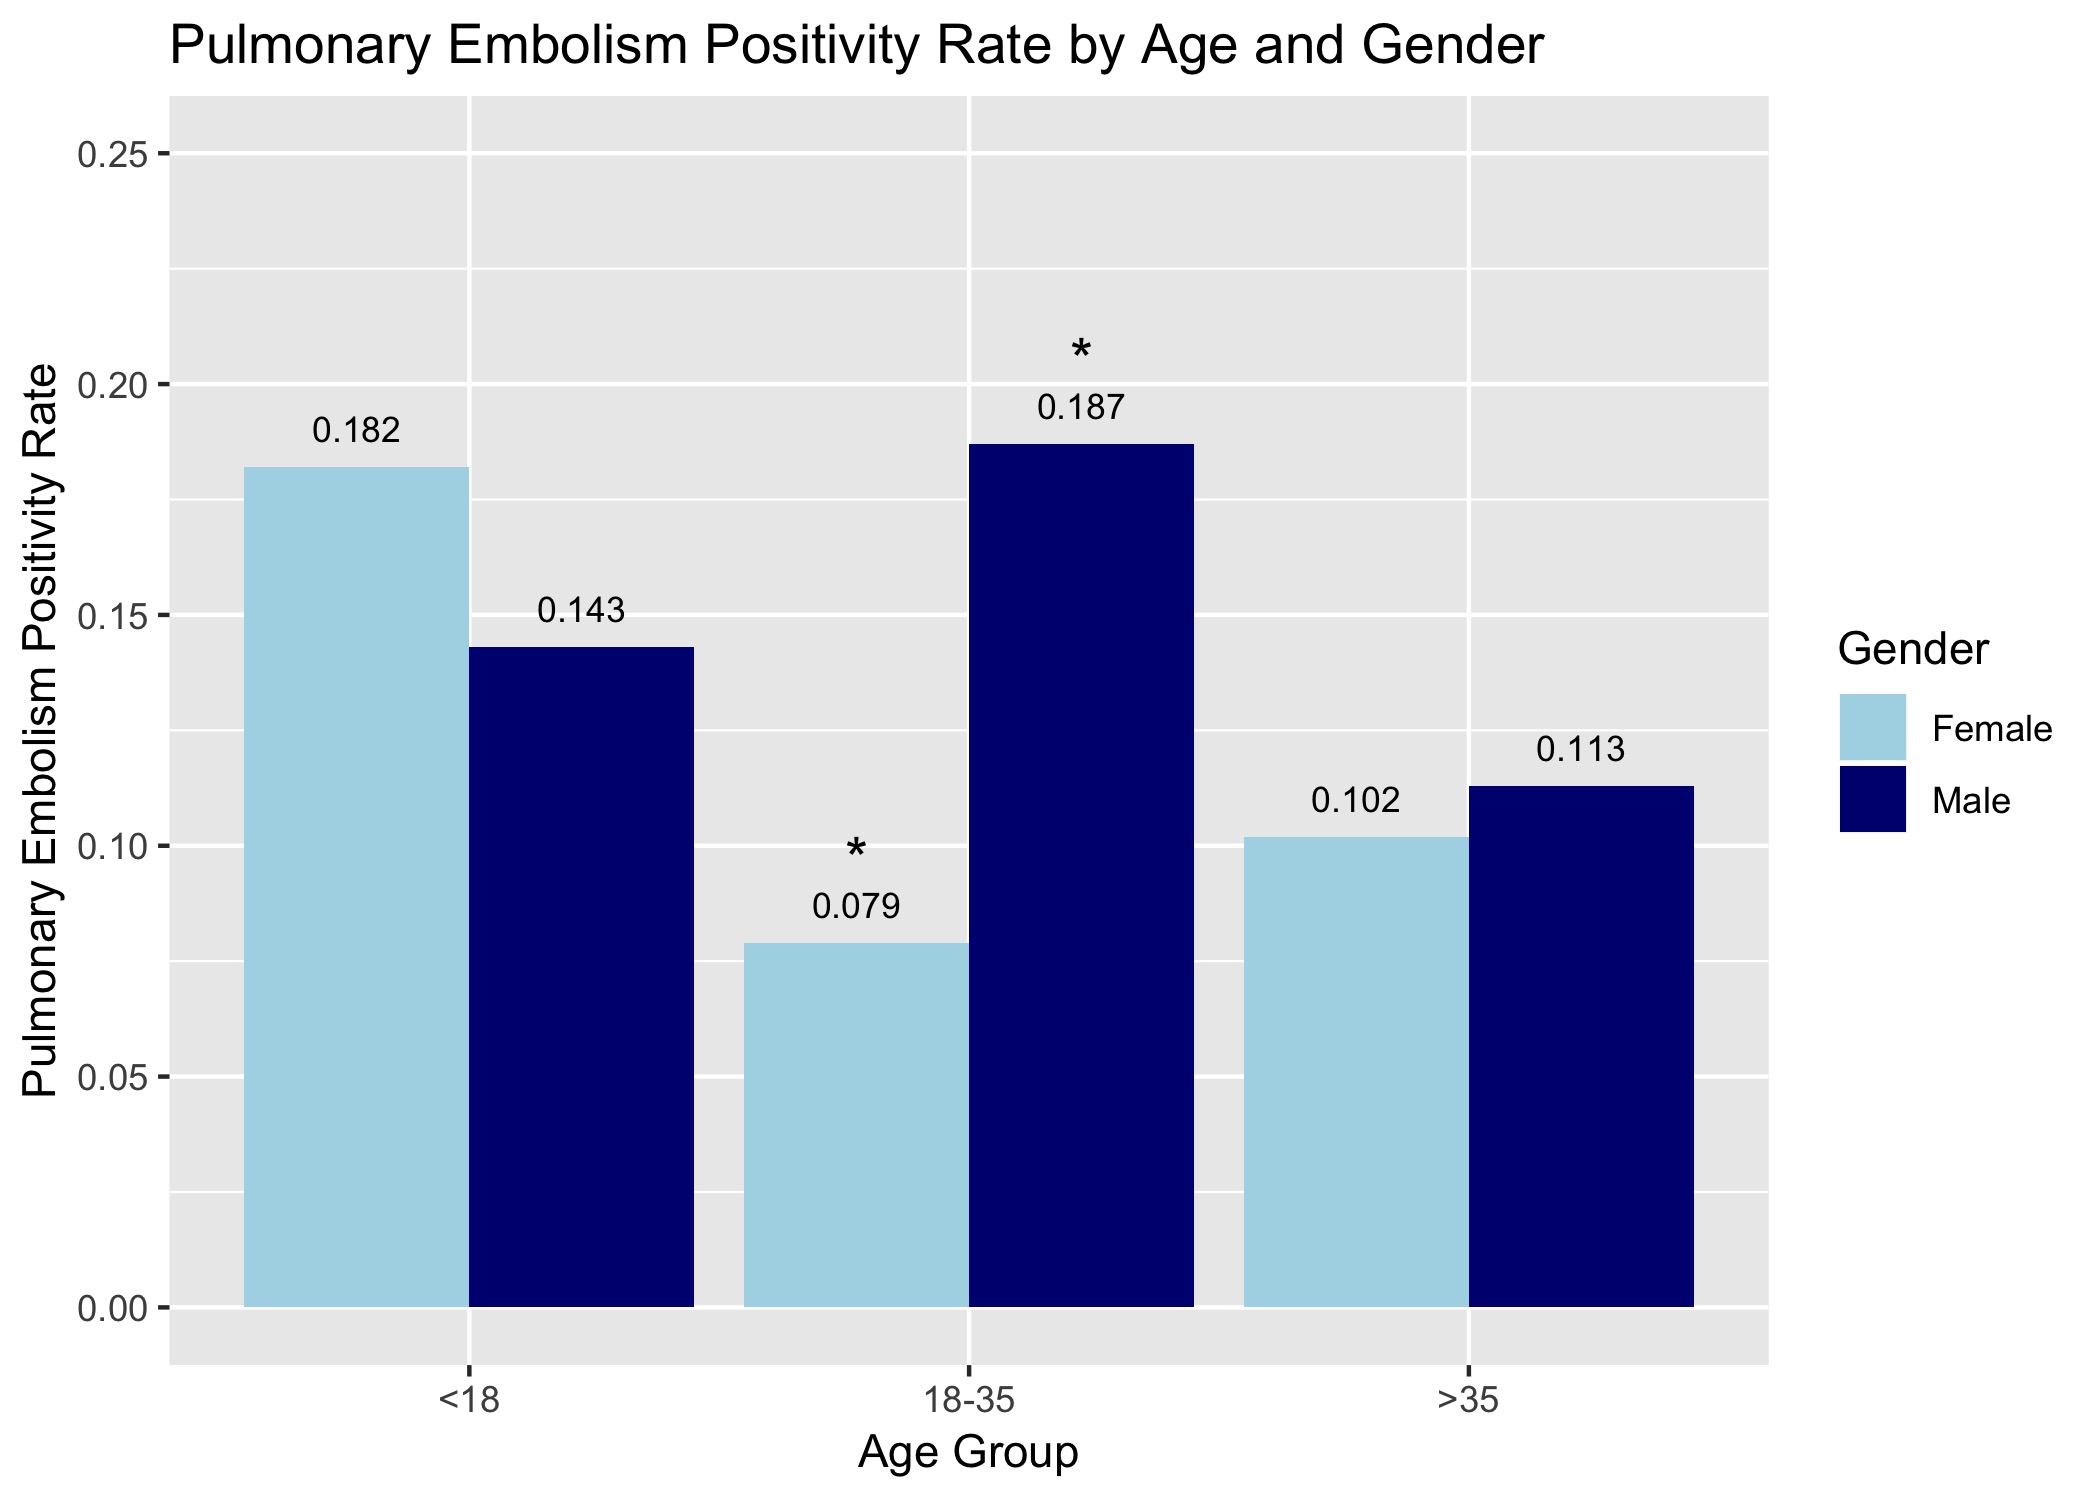 Pulmonary Embolism Positivity Rate by Age and Gender
Pulmonary Embolism Positivity Rate
0.25
0.20
0.15
0.10
0.05
0.00
0.182
0.143
*
0.079
*
0.187
0.102
0.113
<18
18-35
>35
Age Group
Gender
Female
Male